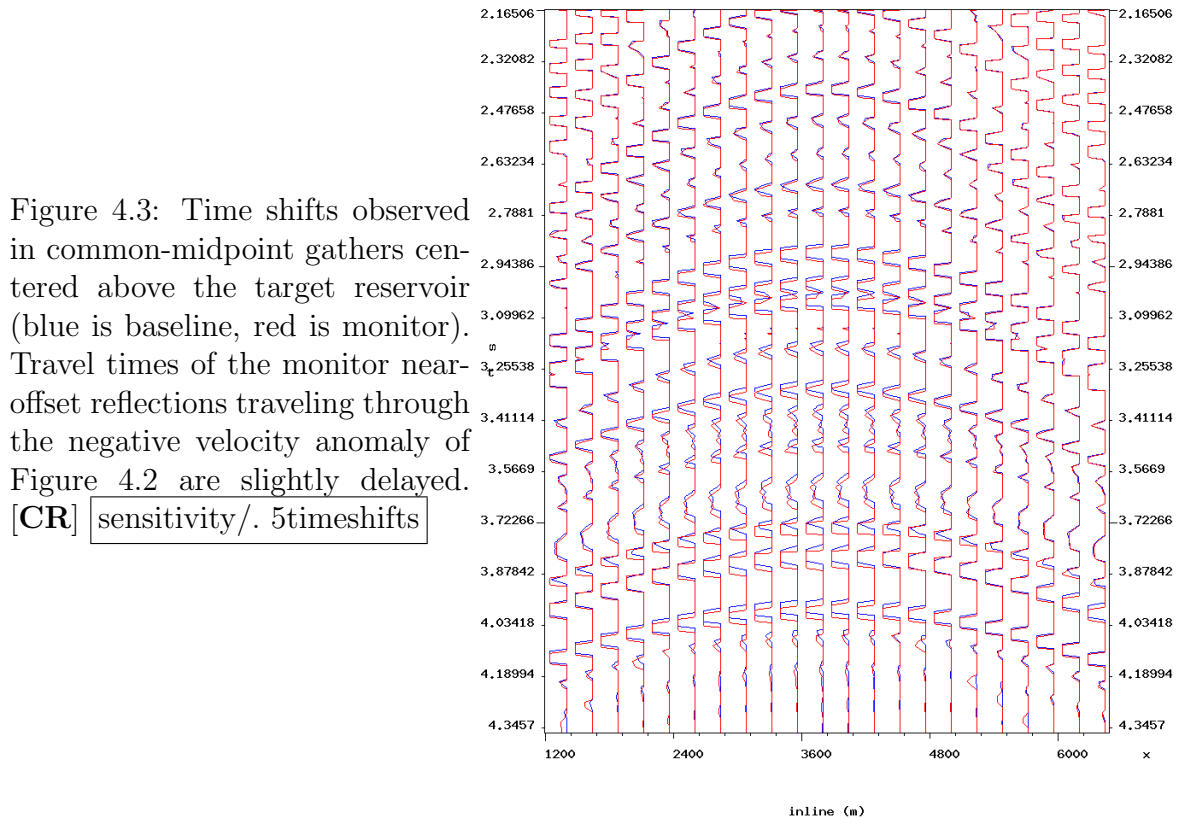 Figure 4.3: Time shifts observed
in common-midpoint gathers cen-
tered above the target reservoir
(blue is baseline, red is monitor).
Travel times of the monitor near-
offset reflections traveling through
the negative velocity anomaly of
Figure 4.2 are slightly delayed.
[CR] sensitivity/. 5timeshifts
2.16506 2.16506
2.32082 2.32082
2.47658 2.47658
2.63234 2.63234
2.7881 2.7881
2.94386 2.94386
3.09962 3.09962
s
3.25538 3.25538
t
3.41114 3.41114
3.5669 3.5669
3.72266 3.72266
3.87842 3.87842
4.03418 4.03418
4.18994 4.18994
4.3457 4.3457
1200 2400 3600 4800 6000 x
inline (m)